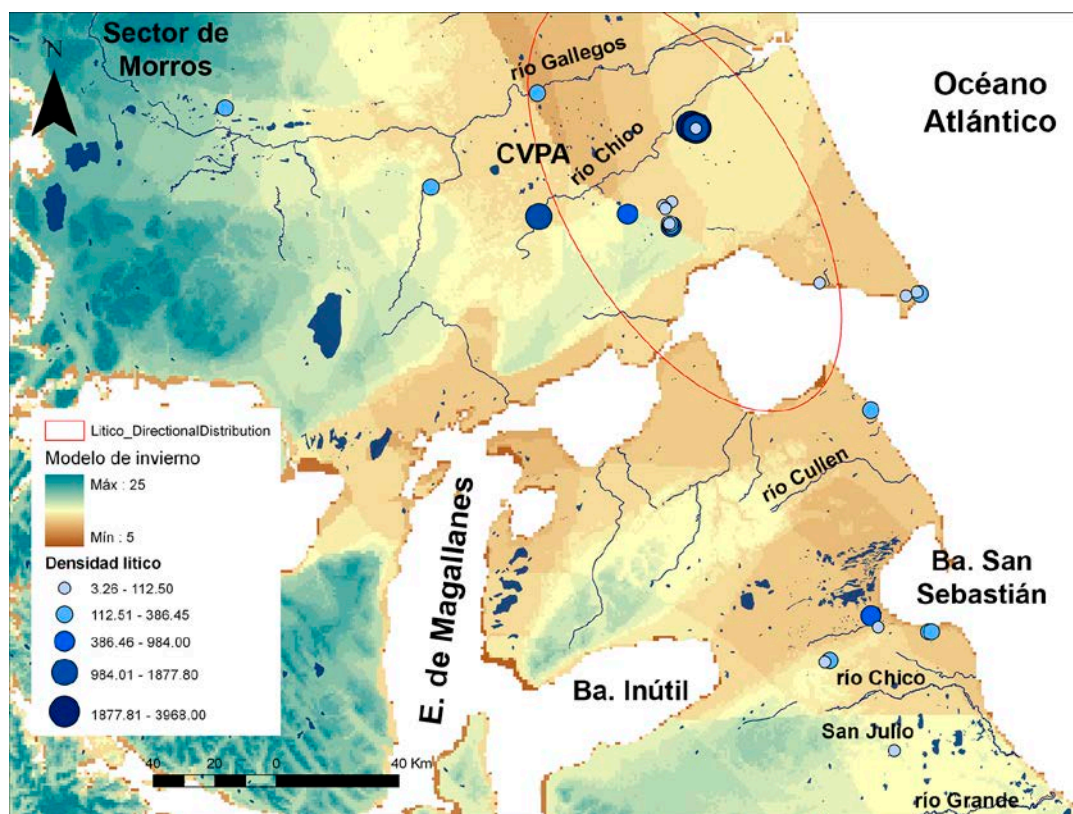 Sector de
Morros
N
río Gallegos
Océano
Atlántico
CVPA
río Chico
Litico_DirectionalDistribution
Modelo de invierno
Máx : 25
Mín : 5
Densidad lítico
3.26 - 112.50
112.51 - 386.45
386.46 - 984.00
984.01 - 1877.80
1877.81 - 3968.00
40 20 0 40 Km
E. de Magallanes
río Cullen
Ba. San
Sebastián
Ba. Inútil
río Chico
San Julio
río Grande